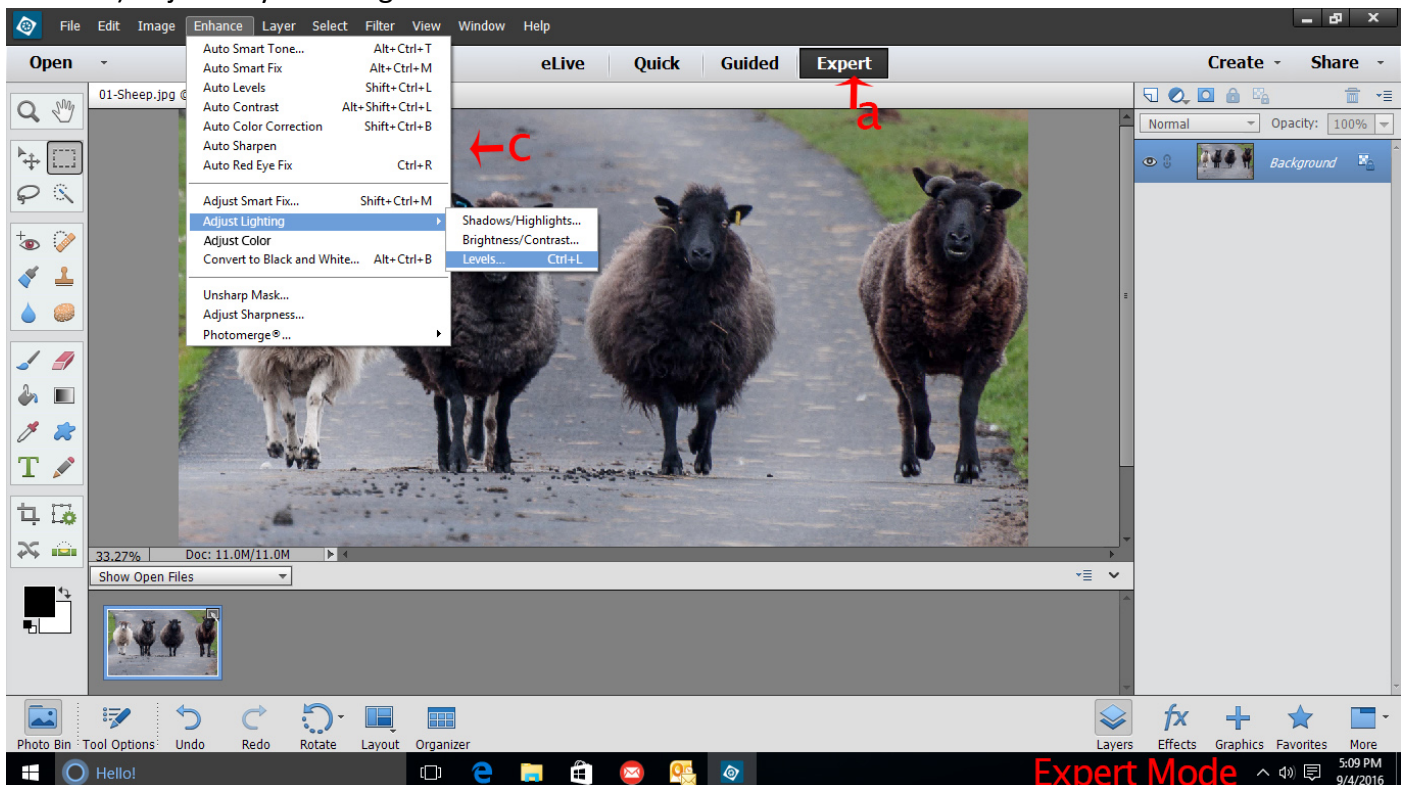 File Edit Image Enhance Layer Select Filter View Window Help
Open eLive Quick Guided Expert Create Share
a
01-Sheep.jpg @
Auto Smart Tone... Alt+Ctrl+T
Auto Smart Fix Alt+Ctrl+M
Auto Levels Shift+Ctrl+L
Auto Contrast Alt+Shift+Ctrl+L
Auto Color Correction Shift+Ctrl+B
Auto Sharpen
Auto Red Eye Fix Ctrl+R
c
Adjust Smart Fix... Shift+Ctrl+M
Adjust Lighting
Adjust Color
Convert to Black and White... Alt+Ctrl+B
Unsharp Mask...
Adjust Sharpness...
Photomerge®...
Shadows/Highlights...
Brightness/Contrast...
Levels... Ctrl+L
Normal Opacity: 100%
Background
33.27% Doc: 11.0M/11.0M
Show Open Files
Photo Bin Tool Options Undo Redo Rotate Layout Organizer Layers Effects Graphics Favorites More
Hello! Expert Mode 5:09 PM
9/4/2016